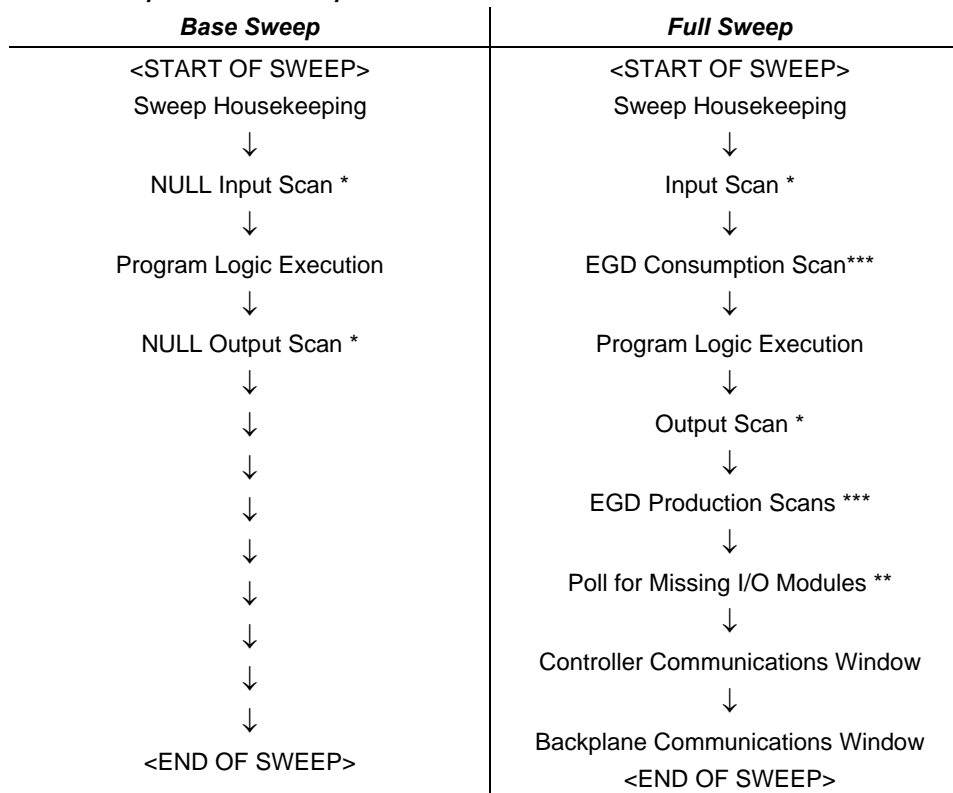 Base Sweep
<START OF SWEEP>
Sweep Housekeeping
↓
NULL Input Scan *
↓
Program Logic Execution
↓
NULL Output Scan *
↓
↓
↓
↓
↓
↓
↓
↓
↓
<END OF SWEEP>
Full Sweep
<START OF SWEEP>
Sweep Housekeeping
↓
Input Scan *
↓
EGD Consumption Scan***
↓
Program Logic Execution
↓
Output Scan *
↓
EGD Production Scans ***
↓
Poll for Missing I/O Modules **
↓
Controller Communications Window
↓
Backplane Communications Window
<END OF SWEEP>